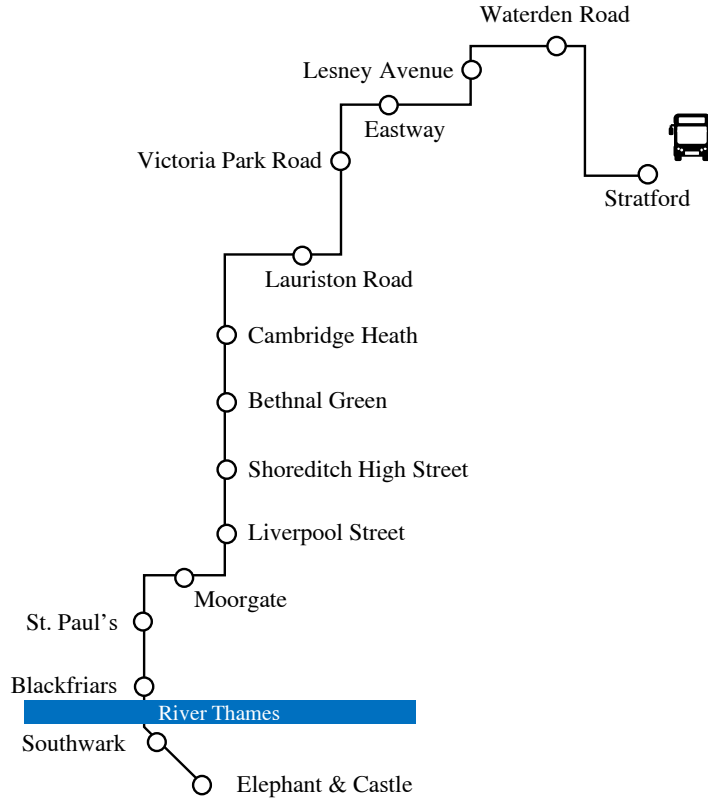 Waterden Road
Lesney Avenue
Eastway
Victoria Park Road
Stratford
Lauriston Road
Cambridge Heath
Bethnal Green
Shoreditch High Street
Liverpool Street
Moorgate
St. Paul’s
Blackfriars
River Thames
Southwark
Elephant & Castle